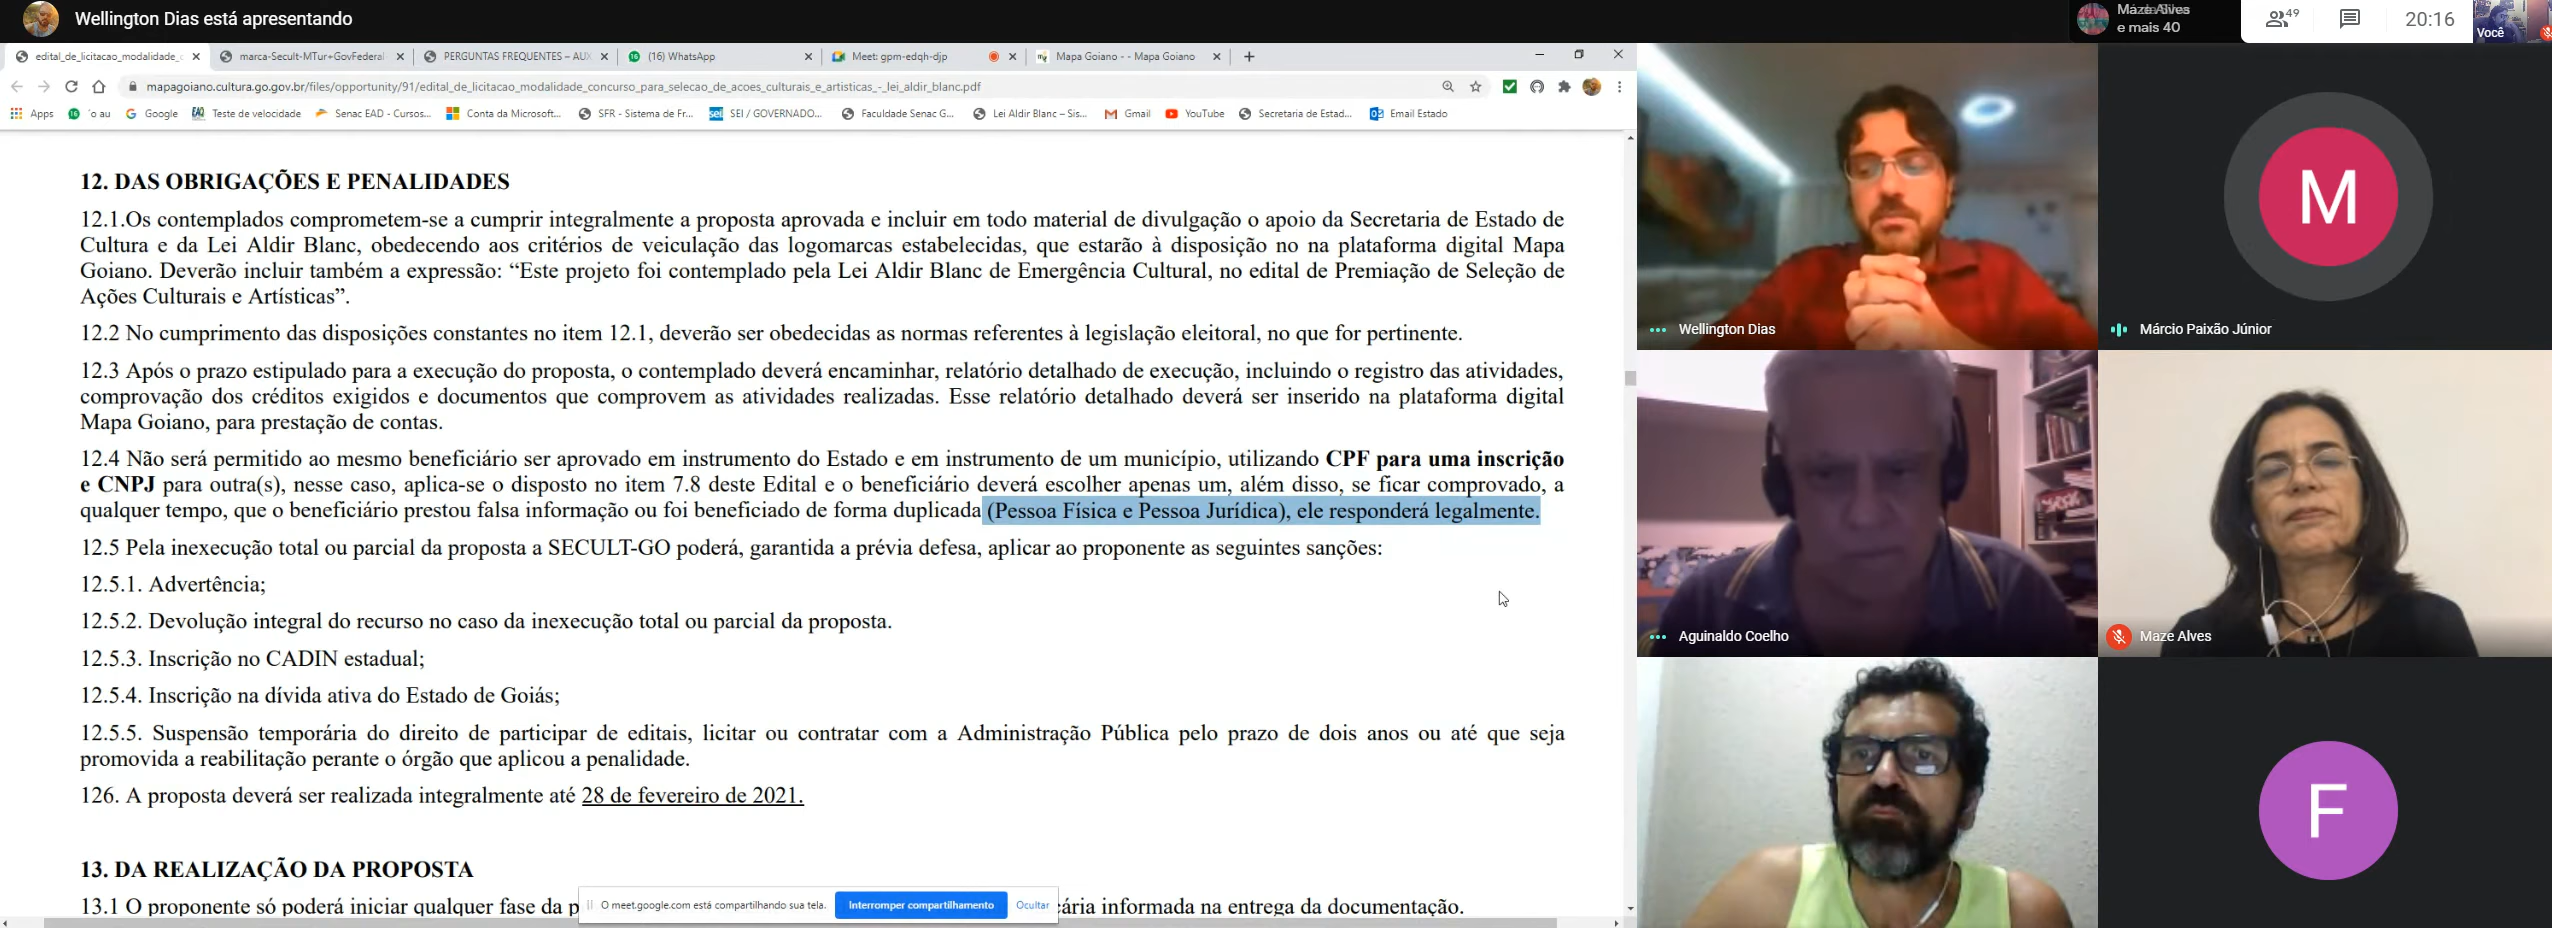 Wellington Dias está apresentando
e mais 40
49
20:16
Você
edital_de_licitacao_modalidade_c
marca-Secult-MTur+GovFederal
PERGUNTAS FREQUENTES – AUX
(16) WhatsApp
Meet: gpm-edqh-djp
Mapa Goiano - - Mapa Goiano
mapagoiano.cultura.go.gov.br/files/opportunity/91/edital_de_licitacao_modalidade_concurso_para_selecao_de_acoes_culturais_e_artisticas_-_lei_aldir_blanc.pdf
Apps
'o au
Google
Teste de velocidade
Senac EAD - Cursos...
Conta da Microsoft...
SFR - Sistema de Fr...
SEI / GOVERNADO...
Faculdade Senac G...
Lei Aldir Blanc – Sis...
Gmail
YouTube
Secretaria de Estad...
Email Estado
12. DAS OBRIGAÇÕES E PENALIDADES
12.1.Os contemplados comprometem-se a cumprir integralmente a proposta aprovada e incluir em todo material de divulgação o apoio da Secretaria de Estado de
Cultura e da Lei Aldir Blanc, obedecendo aos critérios de veiculação das logomarcas estabelecidas, que estarão à disposição no na plataforma digital Mapa
Goiano. Deverão incluir também a expressão: “Este projeto foi contemplado pela Lei Aldir Blanc de Emergência Cultural, no edital de Premiação de Seleção de
Ações Culturais e Artísticas”.
12.2 No cumprimento das disposições constantes no item 12.1, deverão ser obedecidas as normas referentes à legislação eleitoral, no que for pertinente.
12.3 Após o prazo estipulado para a execução do proposta, o contemplado deverá encaminhar, relatório detalhado de execução, incluindo o registro das atividades,
comprovação dos créditos exigidos e documentos que comprovem as atividades realizadas. Esse relatório detalhado deverá ser inserido na plataforma digital
Mapa Goiano, para prestação de contas.
12.4 Não será permitido ao mesmo beneficiário ser aprovado em instrumento do Estado e em instrumento de um município, utilizando CPF para uma inscrição
e CNPJ para outra(s), nesse caso, aplica-se o disposto no item 7.8 deste Edital e o beneficiário deverá escolher apenas um, além disso, se ficar comprovado, a
qualquer tempo, que o beneficiário prestou falsa informação ou foi beneficiado de forma duplicada (Pessoa Física e Pessoa Jurídica), ele responderá legalmente.
12.5 Pela inexecução total ou parcial da proposta a SECULT-GO poderá, garantida a prévia defesa, aplicar ao proponente as seguintes sanções:
12.5.1. Advertência;
12.5.2. Devolução integral do recurso no caso da inexecução total ou parcial da proposta.
12.5.3. Inscrição no CADIN estadual;
12.5.4. Inscrição na dívida ativa do Estado de Goiás;
12.5.5. Suspensão temporária do direito de participar de editais, licitar ou contratar com a Administração Pública pelo prazo de dois anos ou até que seja
promovida a reabilitação perante o órgão que aplicou a penalidade.
126. A proposta deverá ser realizada integralmente até 28 de fevereiro de 2021.
13. DA REALIZAÇÃO DA PROPOSTA
13.1 O proponente só poderá iniciar qualquer fase da p
cária informada na entrega da documentação.
O meet.google.com está compartilhando sua tela.
Interromper compartilhamento
Ocultar
Wellington Dias
M
Márcio Paixão Júnior
Aguinaldo Coelho
Maze Alves
F